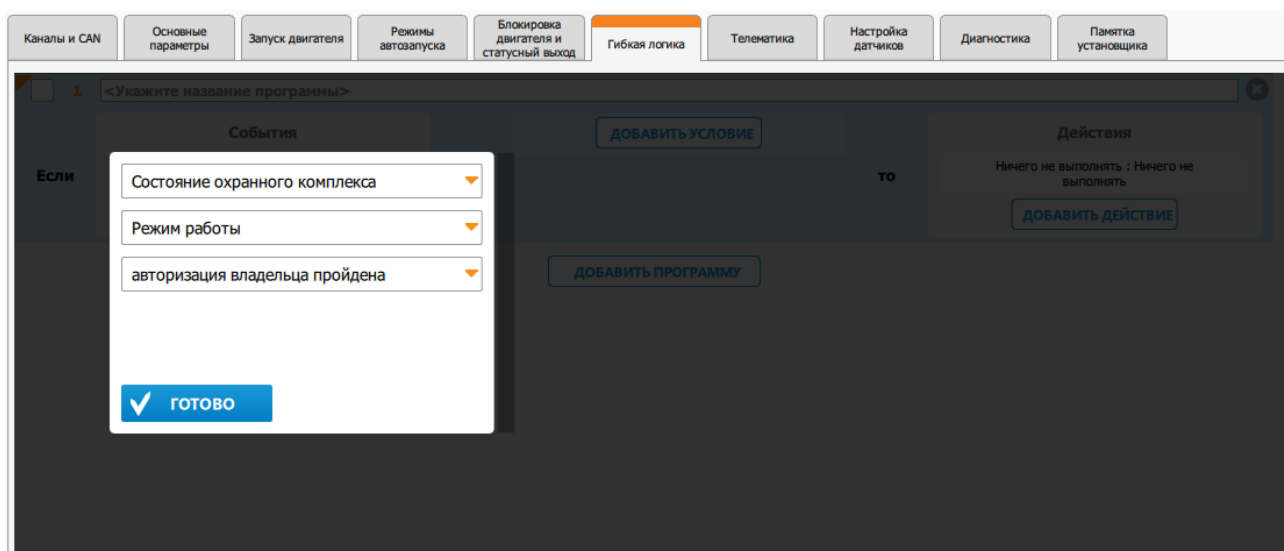 Каналы и CAN
Основные
параметры
Запуск двигателя
Режимы
автозапуска
Блокировка
двигателя и
статусный выход
Гибкая логика
Телематика
Настройка
датчиков
Диагностика
Памятка
установщика
1 <Укажите название программы>
События
ДОБАВИТЬ УСЛОВИЕ
Действия
Если
то
Ничего не выполнять : Ничего не
выполнять
ДОБАВИТЬ ДЕЙСТВИЕ
ДОБАВИТЬ ПРОГРАММУ
Состояние охранного комплекса
Режим работы
авторизация владельца пройдена
ГОТОВО